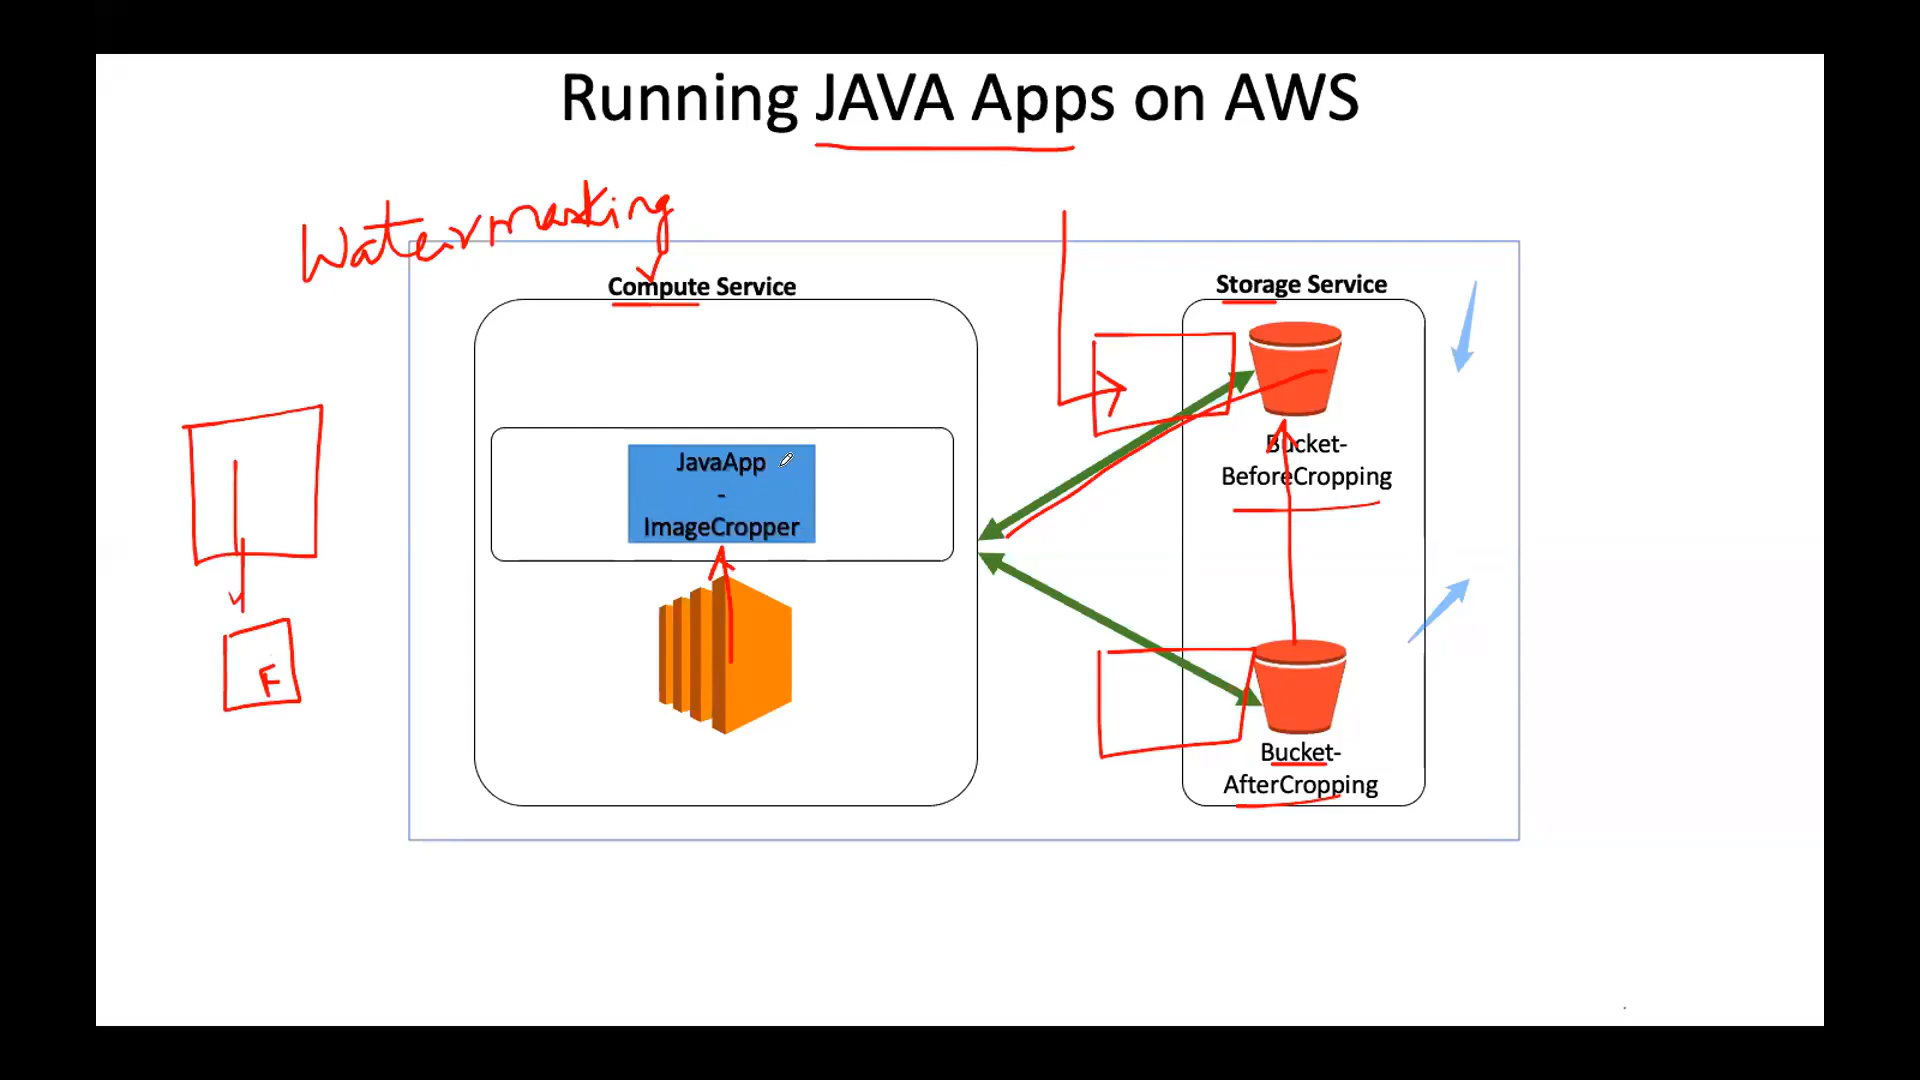 Running JAVA Apps on AWS
Watermarking
Compute Service
Storage Service
JavaApp
-
ImageCropper
Bucket-
BeforeCropping
F
Bucket-
AfterCropping